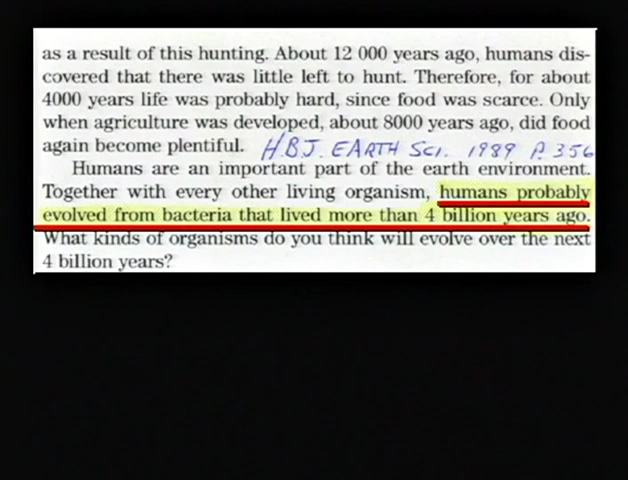 as a result of this hunting. About 12 000 years ago, humans dis-
covered that there was little left to hunt. Therefore, for about
4000 years life was probably hard, since food was scarce. Only
when agriculture was developed, about 8000 years ago, did food
again become plentiful. H.B.J. EARTH SCI. 1989 P. 356
Humans are an important part of the earth environment.
Together with every other living organism, humans probably
evolved from bacteria that lived more than 4 billion years ago.
What kinds of organisms do you think will evolve over the next
4 billion years?